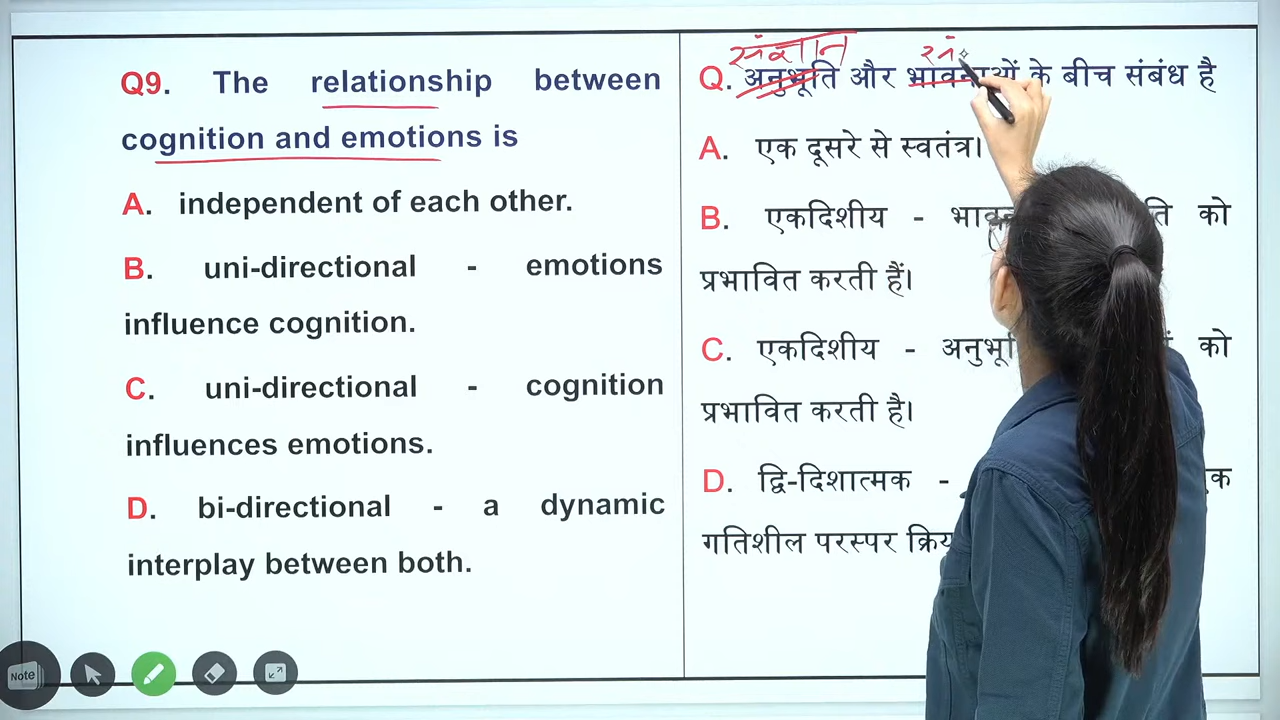 Q9. The relationship between
cognition and emotions is
A. independent of each other.
B. uni-directional - emotions
influence cognition.
C. uni-directional - cognition
influences emotions.
D. bi-directional - a dynamic
interplay between both.
संज्ञान
Q. अनुभूति और भावनाओं के बीच संबंध है
A. एक दूसरे से स्वतंत्र।
B. एकदिशीय - को
प्रभावित करती हैं।
C. एकदिशीय - को
प्रभावित करती है।
D. द्वि-दिशात्मक -
गतिशील परस्पर
Note